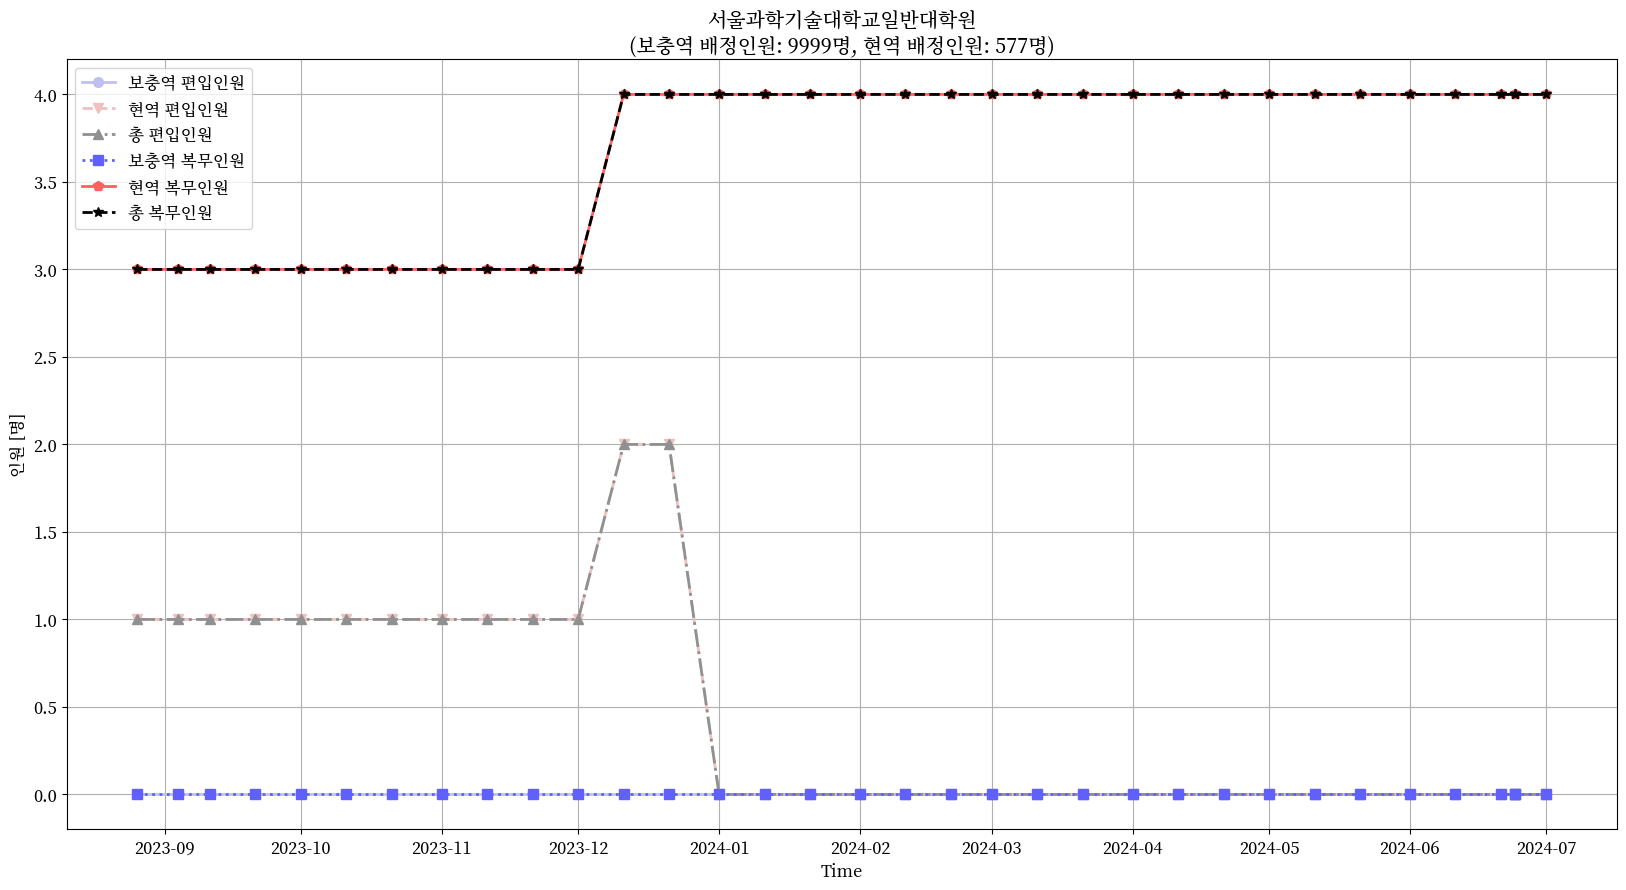 서울과학기술대학교일반대학원
(보충역 배정인원: 9999명, 현역 배정인원: 577명)
보충역 편입인원
현역 편입인원
총 편입인원
보충역 복무인원
현역 복무인원
총 복무인원
인원 [명]
4.0
3.5
3.0
2.5
2.0
1.5
1.0
0.5
0.0
2023-09 2023-10 2023-11 2023-12 2024-01 2024-02 2024-03 2024-04 2024-05 2024-06 2024-07
Time